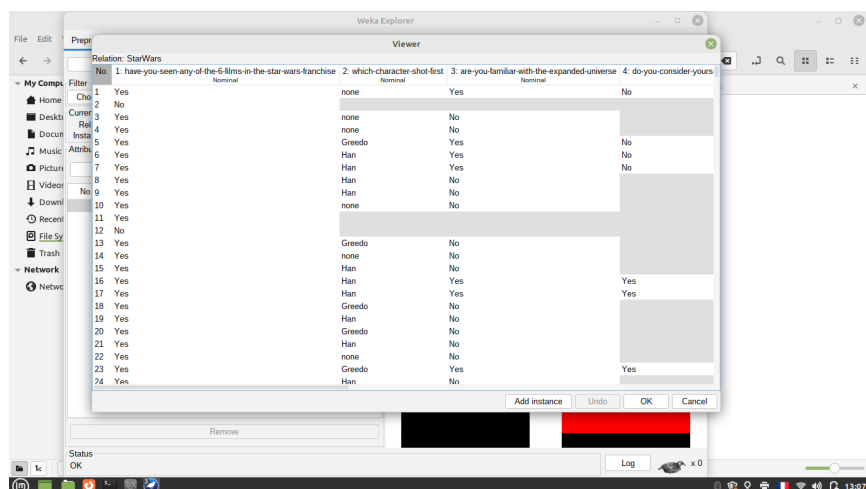 Weka Explorer
File Edit Prepr
Viewer
Relation: StarWars
No. 1: have-you-seen-any-of-the-6-films-in-the-star-wars-franchise 2: which-character-shot-first 3: are-you-familiar-with-the-expanded-universe 4: do-you-consider-yours
Nominal Nominal Nominal
1 Yes none Yes No
2 No
3 Yes none No
4 Yes none No
5 Yes Greedo Yes No
6 Yes Han Yes No
7 Yes Han Yes No
8 Yes Han No
9 Yes Han No
10 Yes none No
11 Yes
12 No
13 Yes Greedo No
14 Yes none No
15 Yes Han No
16 Yes Han Yes Yes
17 Yes Han Yes Yes
18 Yes Greedo No
19 Yes Han No
20 Yes Greedo No
21 Yes Han No
22 Yes none No
23 Yes Greedo Yes Yes
24 Yes Han No
Add instance Undo OK Cancel
My Compu
Home
Deskto
Docun
Music
Picture
Videos
Downl
Recent
File Sy
Trash
Network
Netwo
Filter
Cho
Curren
Rel
Insta
Attribu
No
Remove
Status
OK
Log x 0
13:07